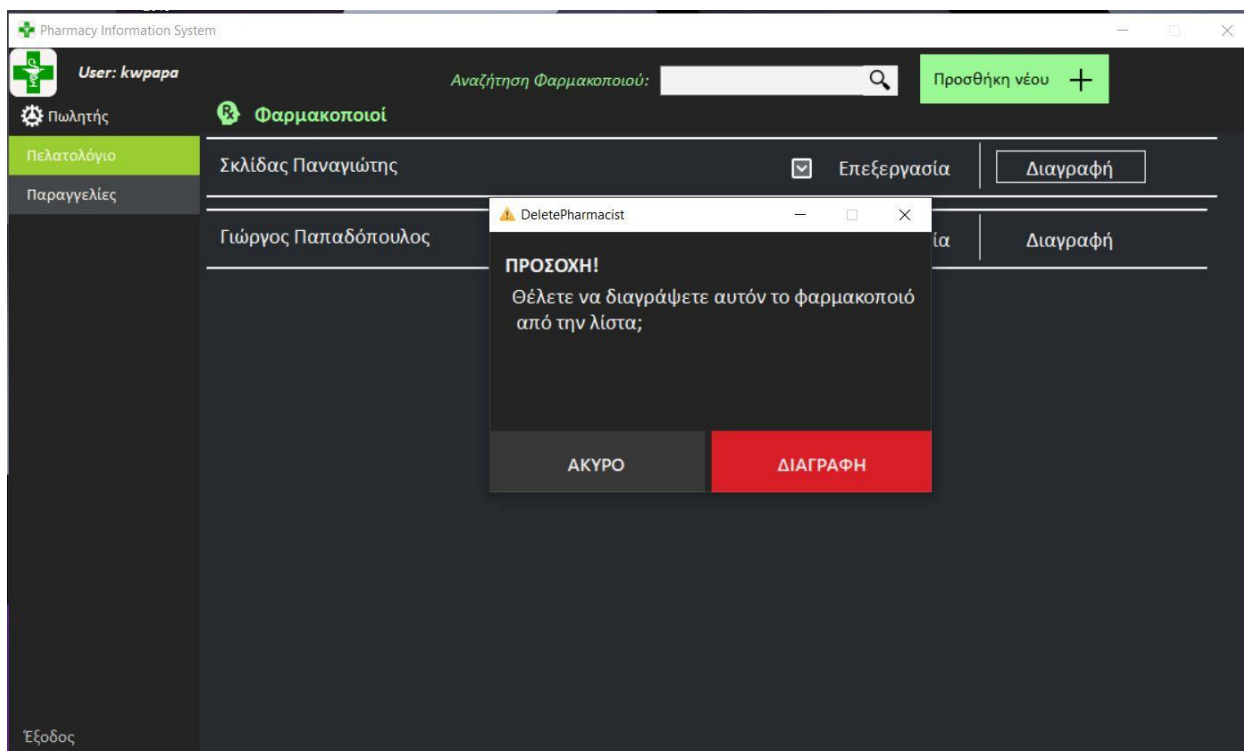 Pharmacy Information System
User: kwpapa
Αναζήτηση Φαρμακοποιού:
Προσθήκη νέου
Πωλητής
Φαρμακοποιοί
Πελατολόγιο
Παραγγελίες
Σκλίδας Παναγιώτης Επεξεργασία Διαγραφή
Γιώργος Παπαδόπουλος ία Διαγραφή
DeletePharmacist
ΠΡΟΣΟΧΗ!
Θέλετε να διαγράψετε αυτόν το φαρμακοποιό
από την λίστα;
ΑΚΥΡΟ ΔΙΑΓΡΑΦΗ
Έξοδος